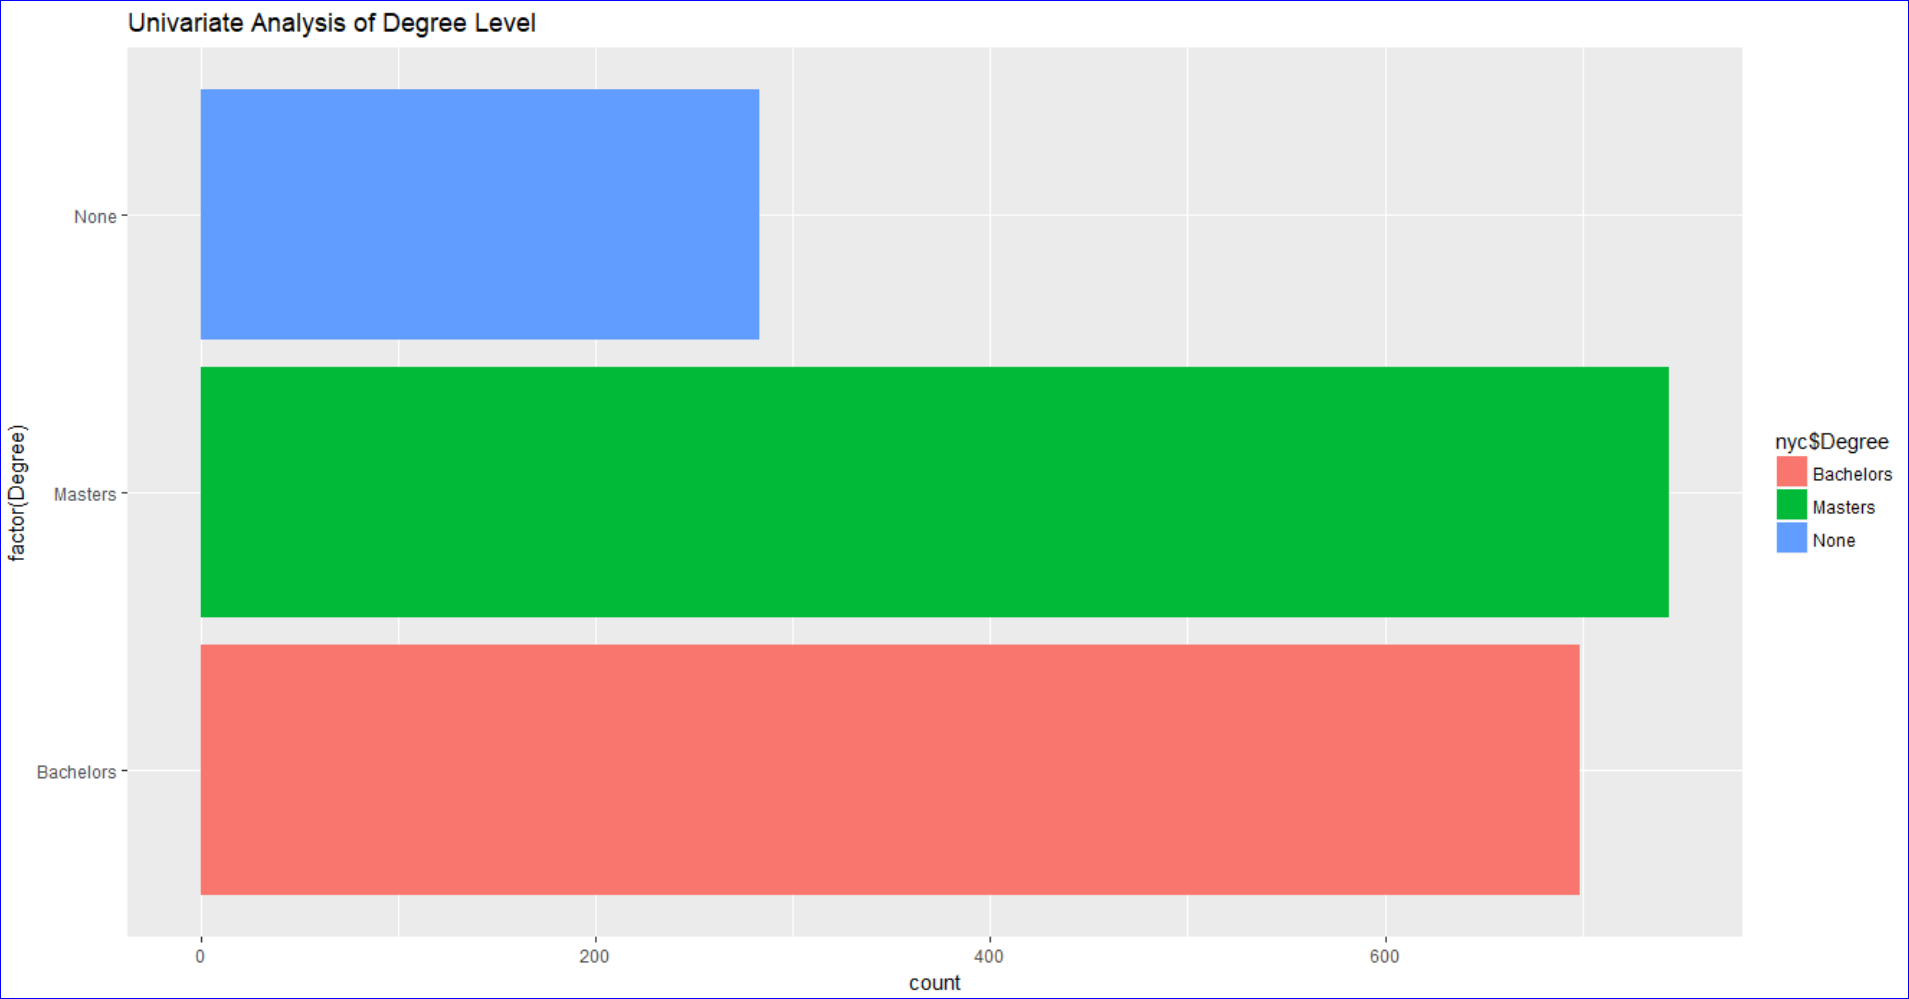 Univariate Analysis of Degree Level
None
Masters
Bachelors
factor(Degree)
0
200
400
600
count
nyc$Degree
Bachelors
Masters
None